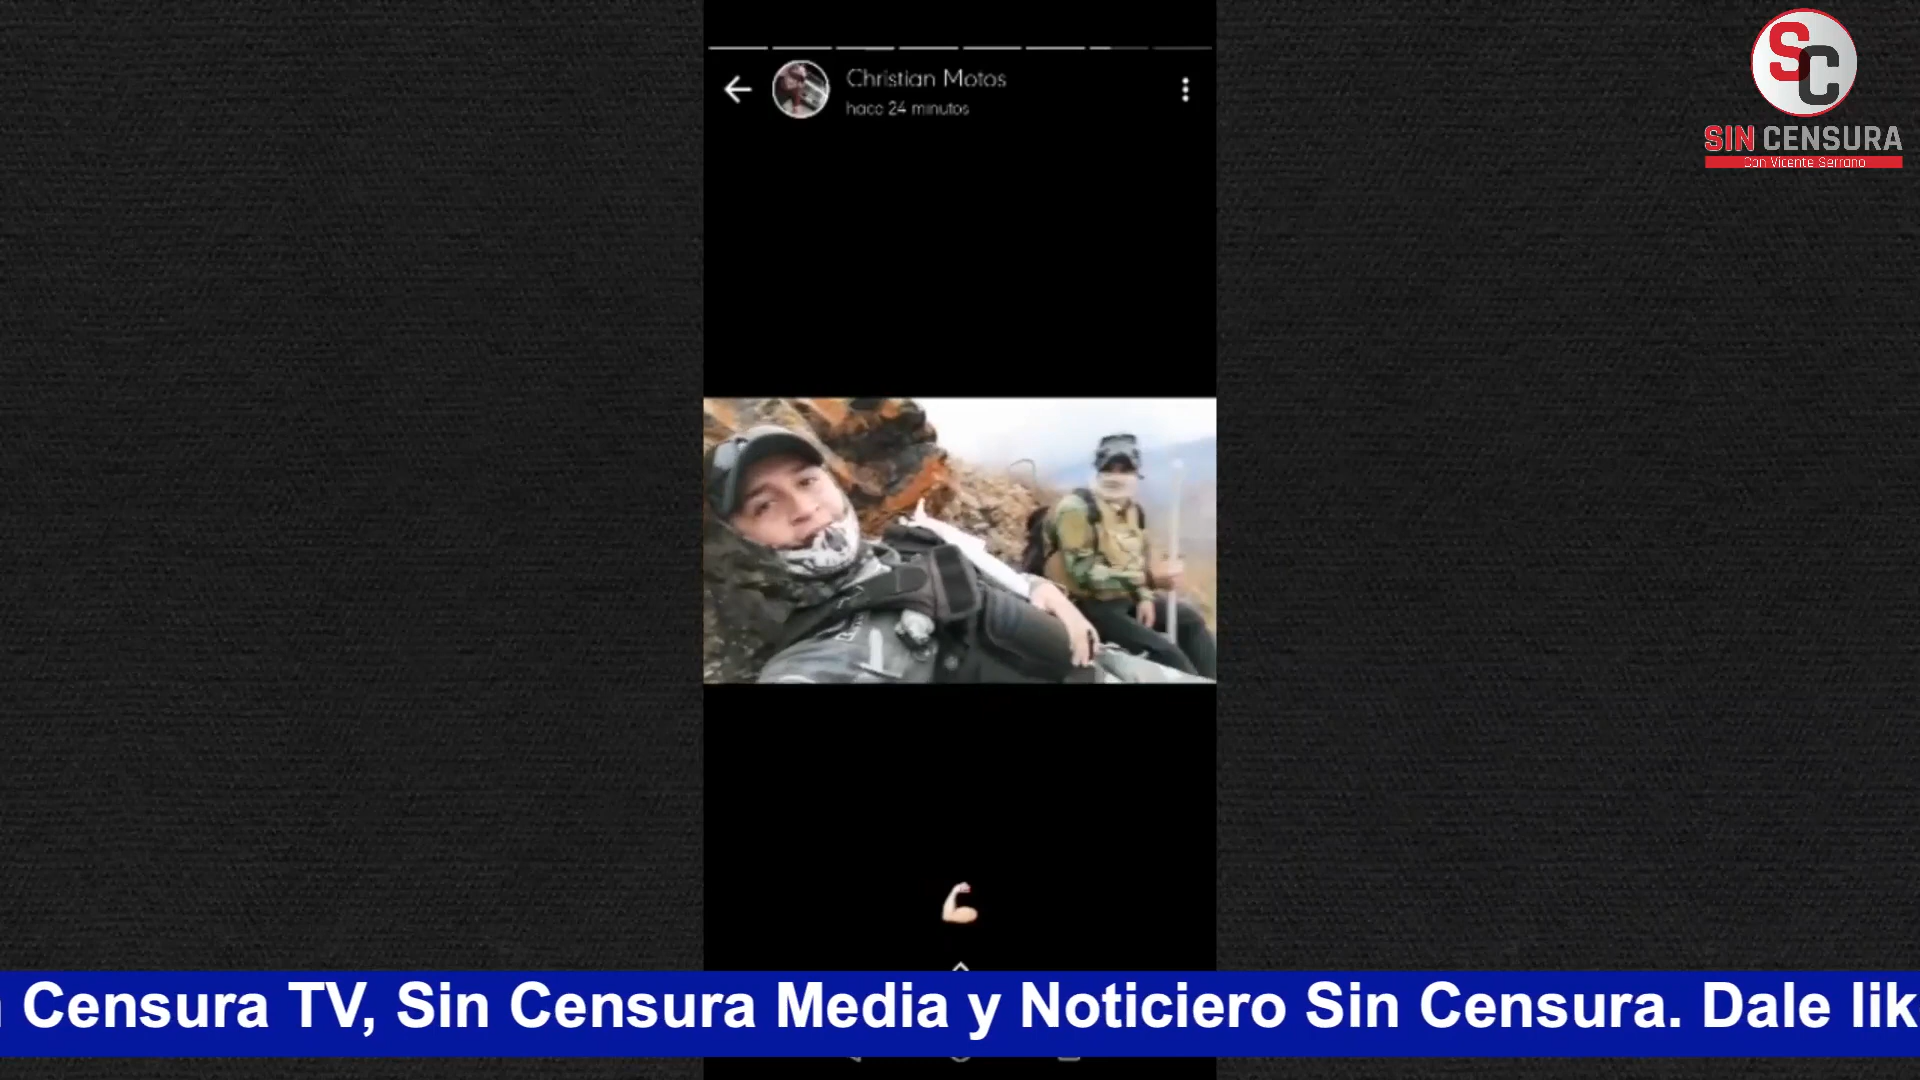 Christian Motos
hace 24 minutos
SC
SIN CENSURA
Con Vicente Serrano
Censura TV, Sin Censura Media y Noticiero Sin Censura. Dale lik